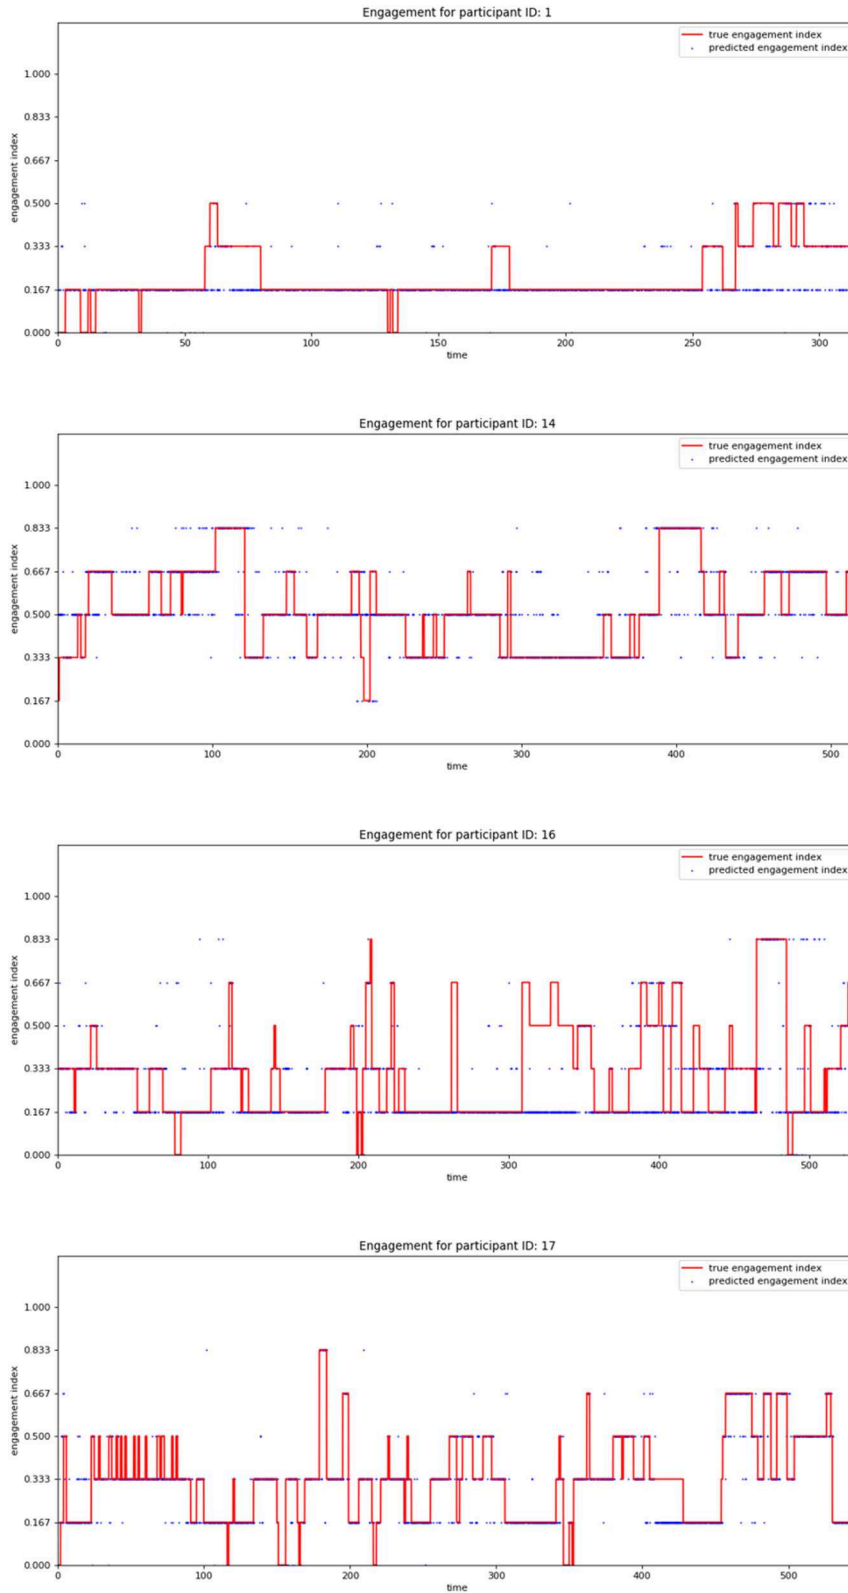 Engagement for participant ID: 1
true engagement index
predicted engagement index
1.000
0.833
0.667
0.500
0.333
0.167
0.000
engagement index
0 50 100 150 200 250 300
time
Engagement for participant ID: 14
true engagement index
predicted engagement index
1.000
0.833
0.667
0.500
0.333
0.167
0.000
engagement index
0 100 200 300 400 500
time
Engagement for participant ID: 16
true engagement index
predicted engagement index
1.000
0.833
0.667
0.500
0.333
0.167
0.000
engagement index
0 100 200 300 400 500
time
Engagement for participant ID: 17
true engagement index
predicted engagement index
1.000
0.833
0.667
0.500
0.333
0.167
0.000
engagement index
0 100 200 300 400 500
time